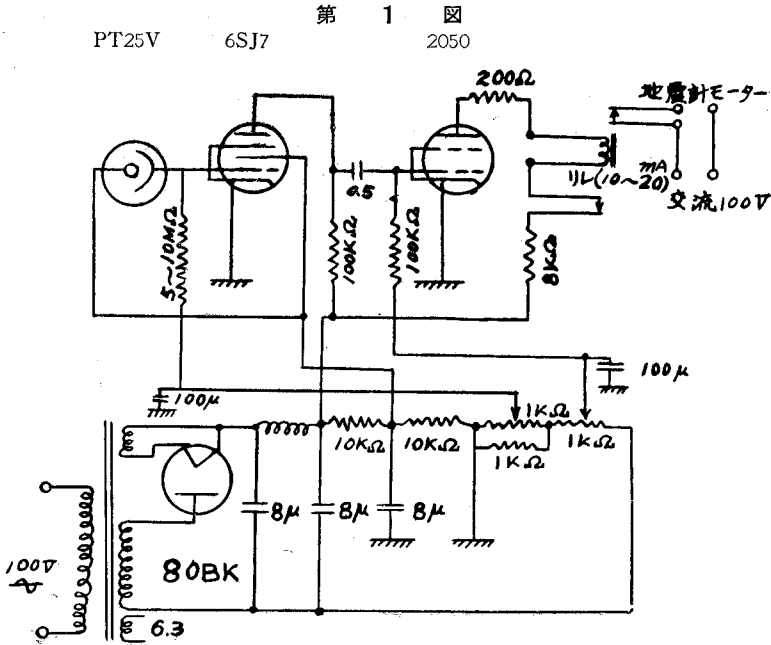 第 1 図
PT25V 6SJ7 2050
200Ω
地震計モーター
0.5
リレ(10~20)mA
交流100V
5~10MΩ
100KΩ
100KΩ
8KΩ
100μ
100μ
1KΩ
10KΩ
10KΩ
1KΩ
1KΩ
8μ
8μ
8μ
100V
80BK
6.3